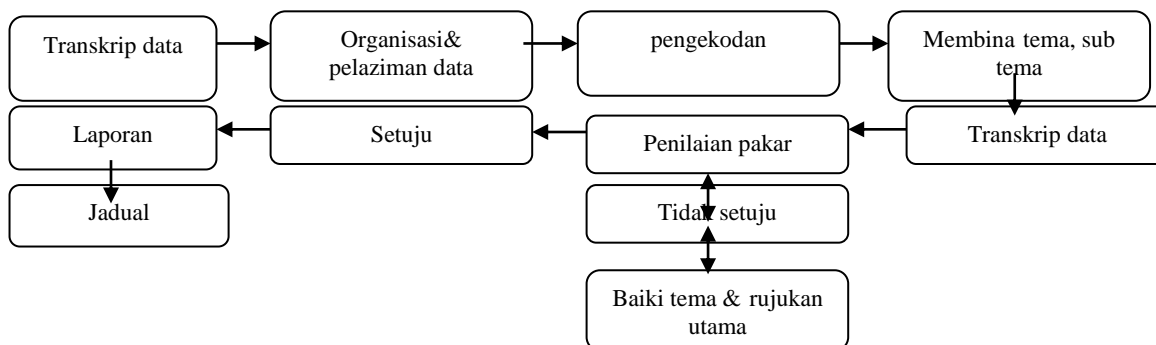 Transkrip data
Organisasi&
pelaziman data
pengekodan
Membina tema, sub
tema
Laporan
Setuju
Penilaian pakar
Transkrip data
Jadual
Tidak setuju
Baiki tema & rujukan
utama